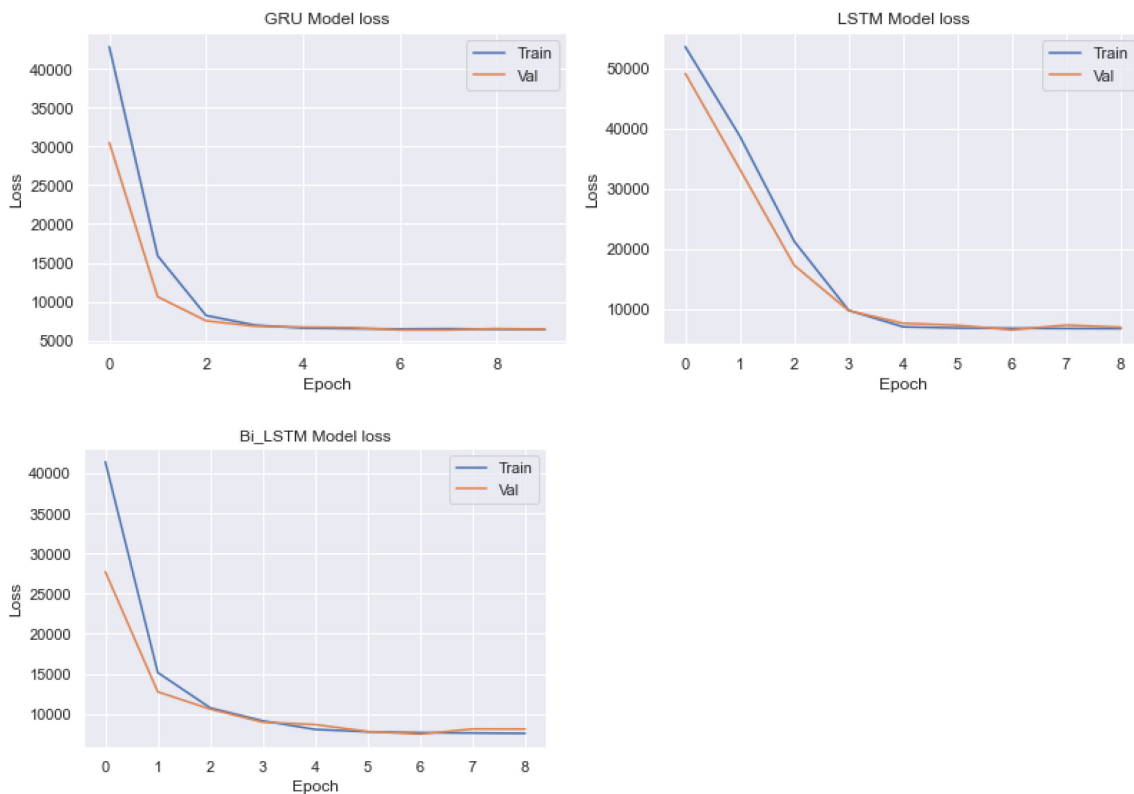 GRU Model loss
40000
35000
30000
25000
20000
15000
10000
5000
Loss
Train
Val
0 2 4 6 8
Epoch
LSTM Model loss
50000
40000
30000
20000
10000
Loss
Train
Val
0 1 2 3 4 5 6 7 8
Epoch
Bi_LSTM Model loss
40000
35000
30000
25000
20000
15000
10000
Loss
Train
Val
0 1 2 3 4 5 6 7 8
Epoch